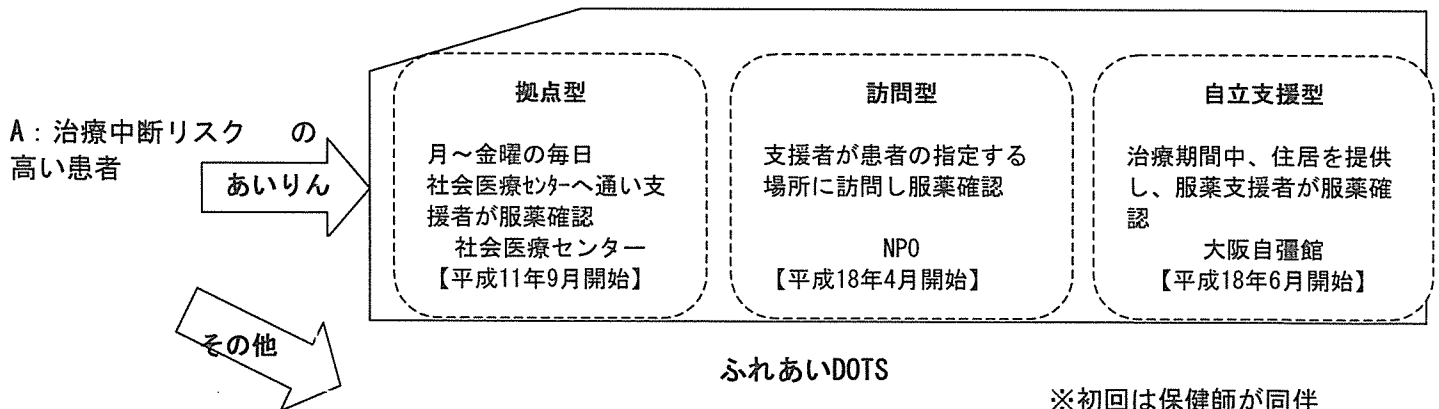 A：治療中断リスク　の
高い患者
あいりん
その他
拠点型
月～金曜の毎日
社会医療ｾﾝﾀｰへ通い支
援者が服薬確認
社会医療センター
【平成11年9月開始】
訪問型
支援者が患者の指定する
場所に訪問し服薬確認
NPO
【平成18年4月開始】
自立支援型
治療期間中、住居を提供
し、服薬支援者が服薬確
認
大阪自彊館
【平成18年6月開始】
ふれあいDOTS
※初回は保健師が同伴